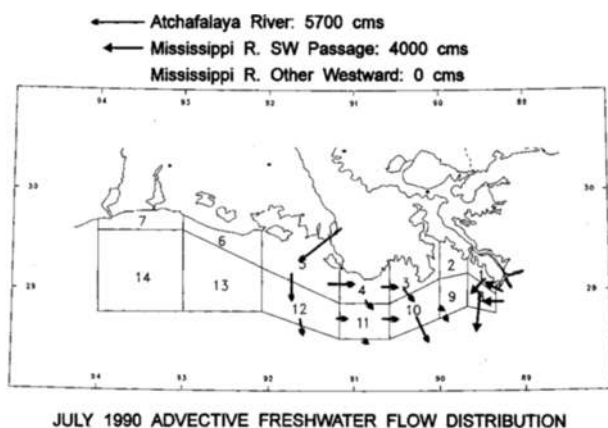 Atchafalaya River: 5700 cms
Mississippi R. SW Passage: 4000 cms
Mississippi R. Other Westward: 0 cms
94 93 92 91 90 89
30 30
7
6
5 2
14 13 4 3 9
29 29
12 11 10
94 93 92 91 90 89
JULY 1990 ADVECTIVE FRESHWATER FLOW DISTRIBUTION